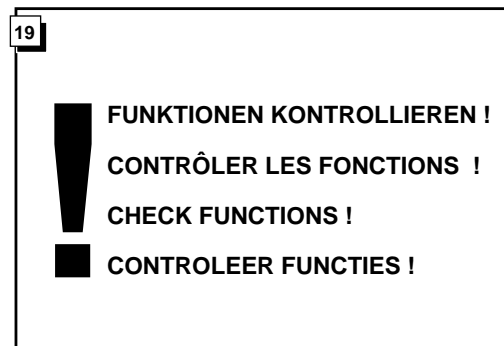 19
FUNKTIONEN KONTROLLIEREN !
CONTRÔLER LES FONCTIONS !
CHECK FUNCTIONS !
CONTROLEER FUNCTIES !